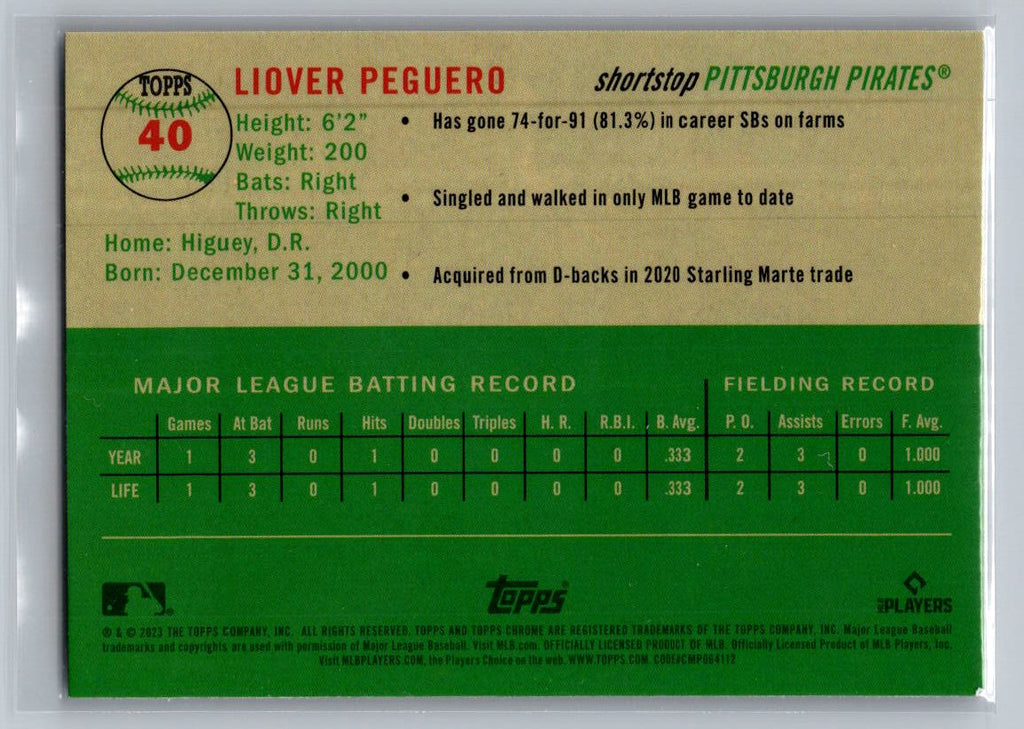 TOPPS
40
LIOVER PEGUERO
shortstop PITTSBURGH PIRATES®
Height: 6'2"
Weight: 200
Bats: Right
Throws: Right
Home: Higuey, D.R.
Born: December 31, 2000
• Has gone 74-for-91 (81.3%) in career SBs on farms
• Singled and walked in only MLB game to date
• Acquired from D-backs in 2020 Starling Marte trade
MAJOR LEAGUE BATTING RECORD FIELDING RECORD
Games At Bat Runs Hits Doubles Triples H. R. R.B.I. B. Avg. P. O. Assists Errors F. Avg.
YEAR 1 3 0 1 0 0 0 0 .333 2 3 0 1.000
LIFE 1 3 0 1 0 0 0 0 .333 2 3 0 1.000
topps®
PLAYERS
® & © 2023 THE TOPPS COMPANY, INC. ALL RIGHTS RESERVED. TOPPS AND TOPPS CHROME ARE REGISTERED TRADEMARKS OF THE TOPPS COMPANY, INC. Major League Baseball
trademarks and copyrights are used with permission of Major League Baseball. Visit MLB.com. OFFICIALLY LICENSED PRODUCT OF MLB. Officially Licensed Product of MLB Players, Inc.
Visit MLBPLAYERS.COM, the Players Choice on the web. WWW.TOPPS.COM. CODE#CMP064112